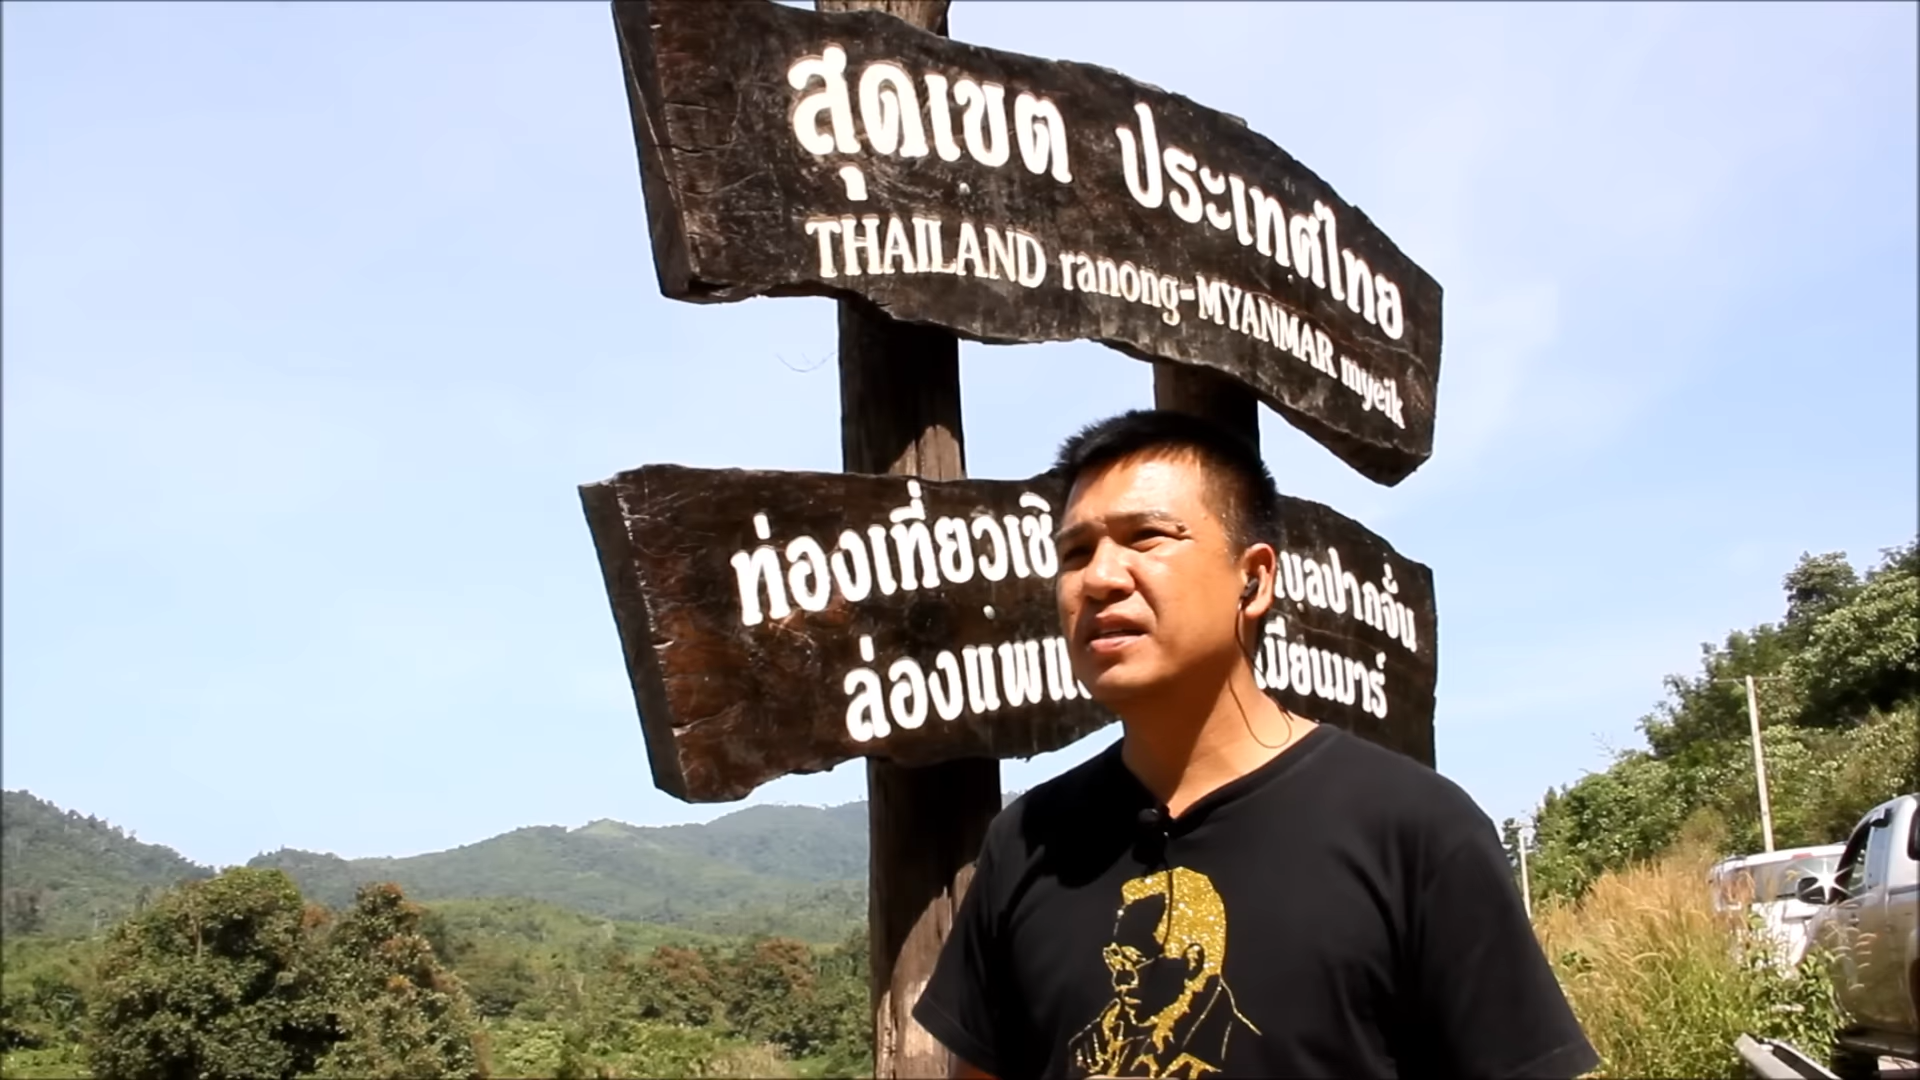 สุดเขต ประเทศไทย
THAILAND ranong-MYANMAR myeik
ท่องเที่ยวเชิ
ปากจั่น
ล่องแพ เมียนมาร์